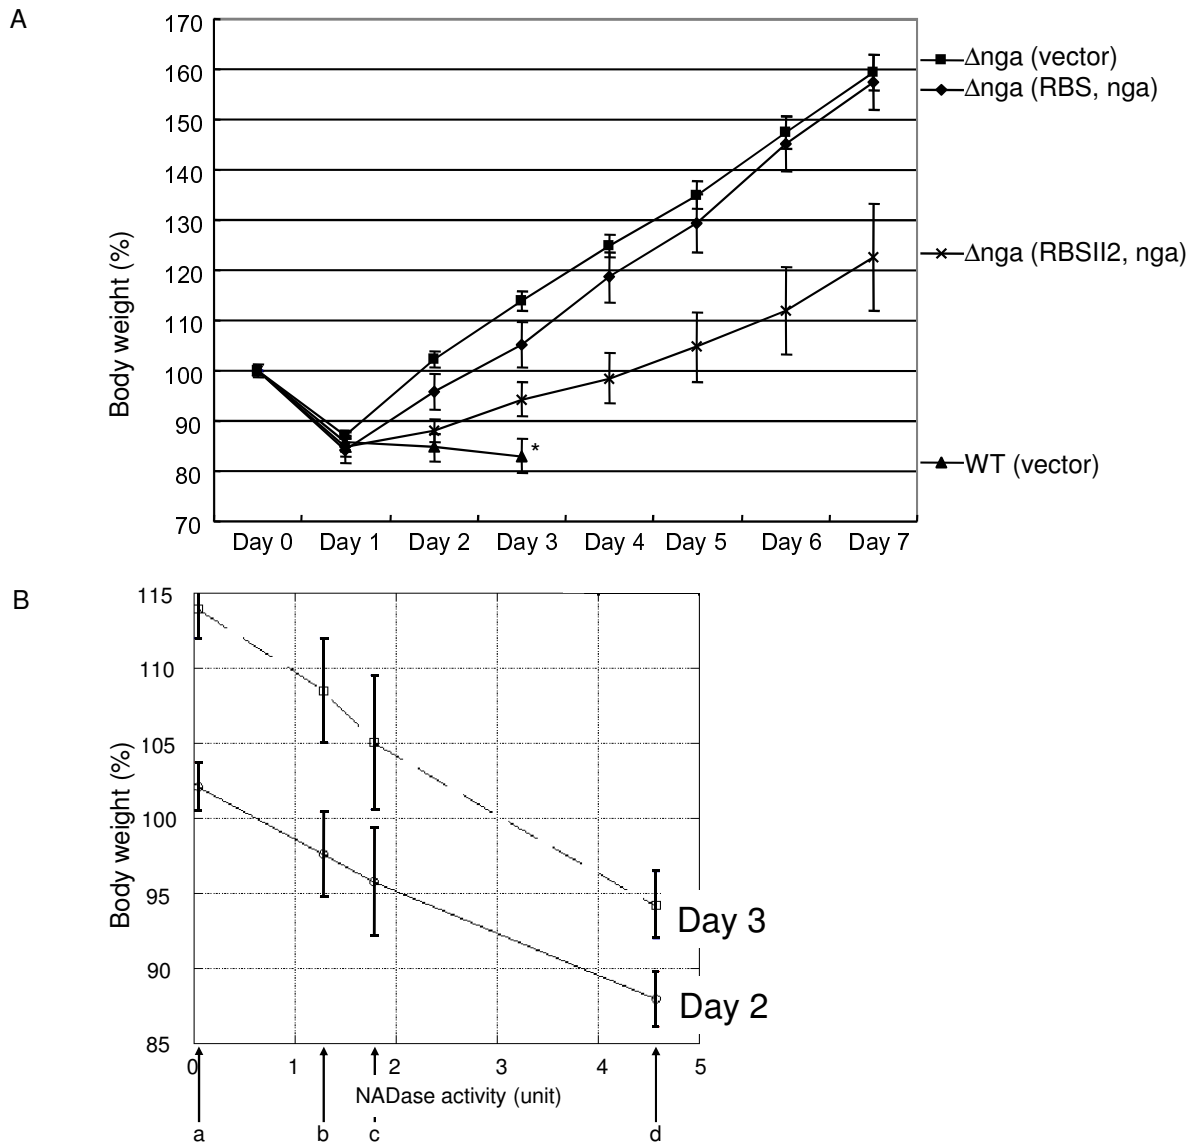 A
170
160
150
140
130
120
110
100
90
80
70
Body weight (%)
Day 0 Day 1 Day 2 Day 3 Day 4 Day 5 Day 6 Day 7
Δnga (vector)
Δnga (RBS, nga)
Δnga (RBSII2, nga)
*
WT (vector)
B
115
110
105
100
95
90
85
Body weight (%)
Day 3
Day 2
0 1 2 3 4 5
NADase activity (unit)
a b c d